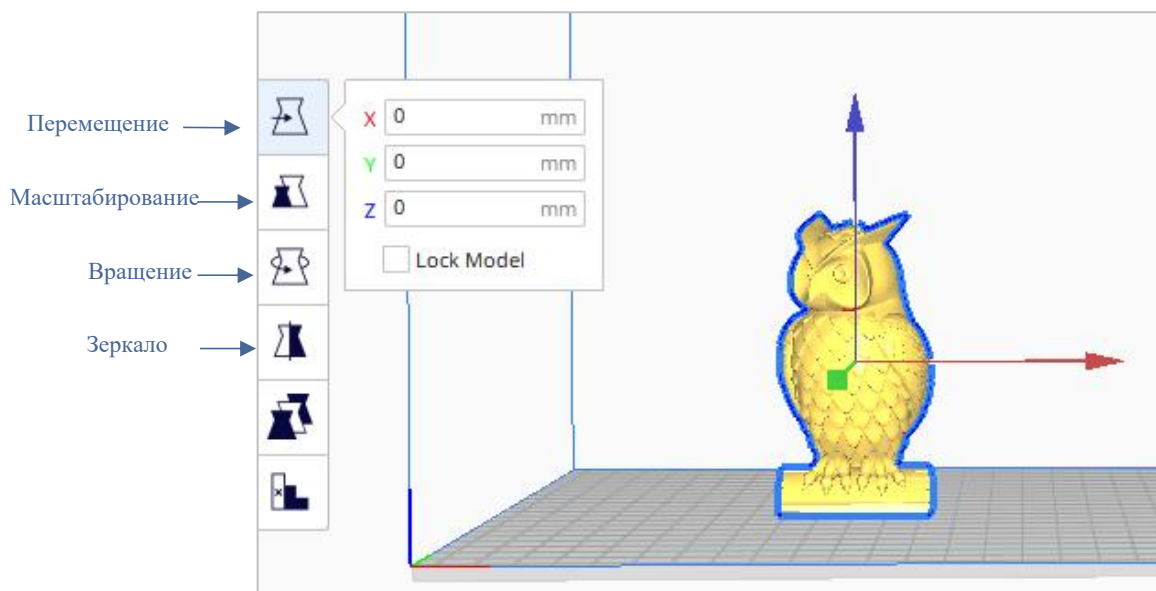 Перемещение
Масштабирование
Вращение
Зеркало
X 0 mm
Y 0 mm
Z 0 mm
Lock Model